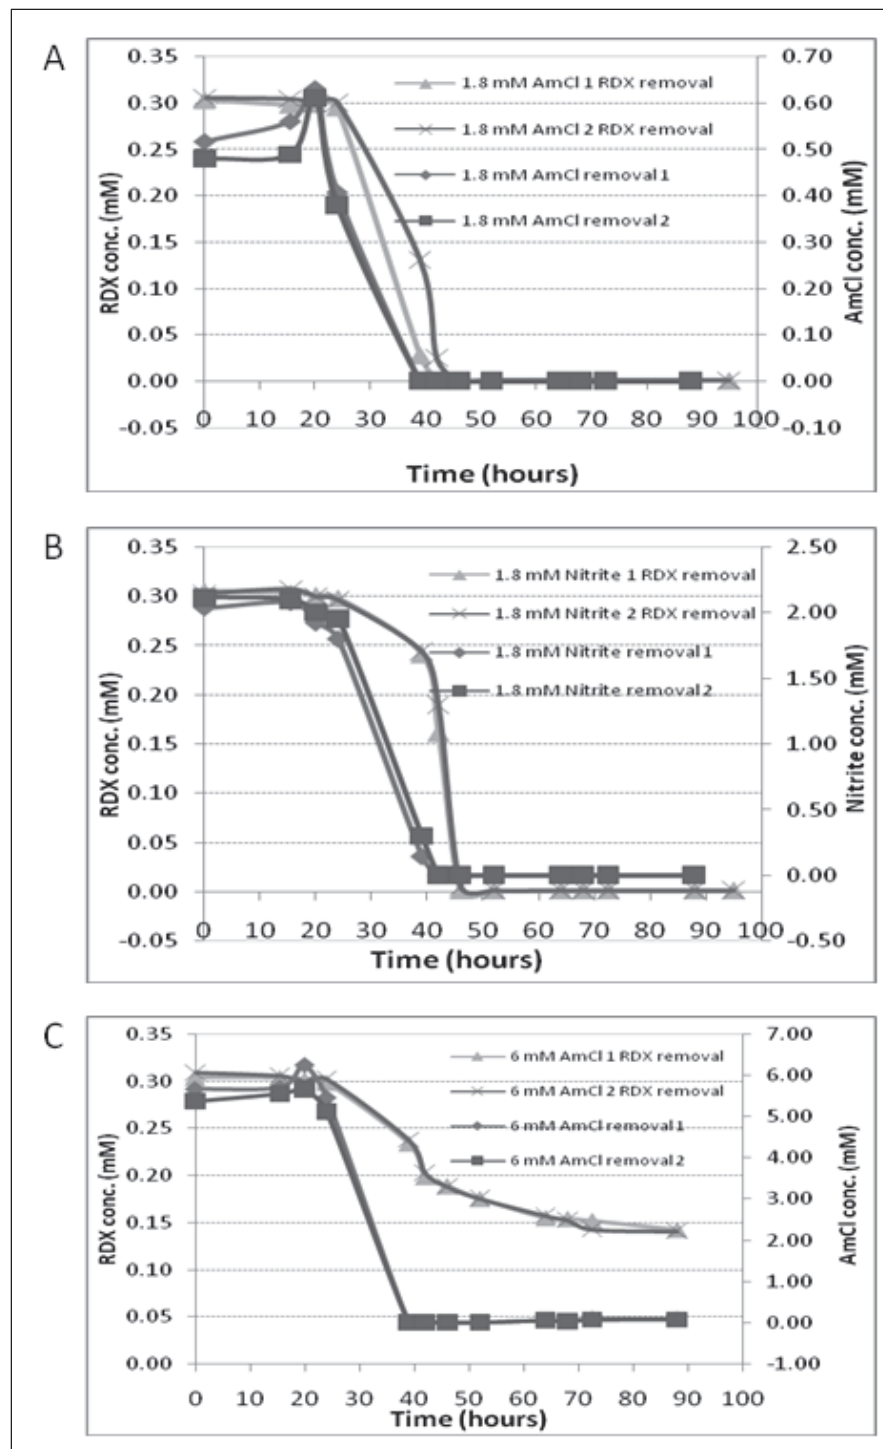 A
0.35
0.30
0.25
0.20
0.15
0.10
0.05
0.00
-0.05
RDX conc. (mM)
1.8 mM AmCl 1 RDX removal
1.8 mM AmCl 2 RDX removal
1.8 mM AmCl removal 1
1.8 mM AmCl removal 2
0.70
0.60
0.50
0.40
0.30
0.20
0.10
0.00
-0.10
AmCl conc. (mM)
0 10 20 30 40 50 60 70 80 90 100
Time (hours)
B
0.35
0.30
0.25
0.20
0.15
0.10
0.05
0.00
-0.05
RDX conc. (mM)
1.8 mM Nitrite 1 RDX removal
1.8 mM Nitrite 2 RDX removal
1.8 mM Nitrite removal 1
1.8 mM Nitrite removal 2
2.50
2.00
1.50
1.00
0.50
0.00
-0.50
Nitrite conc. (mM)
0 10 20 30 40 50 60 70 80 90 100
Time (hours)
C
0.35
0.30
0.25
0.20
0.15
0.10
0.05
0.00
RDX conc. (mM)
6 mM AmCl 1 RDX removal
6 mM AmCl 2 RDX removal
6 mM AmCl removal 1
6 mM AmCl removal 2
7.00
6.00
5.00
4.00
3.00
2.00
1.00
0.00
-1.00
AmCl conc. (mM)
0 10 20 30 40 50 60 70 80 90 100
Time (hours)